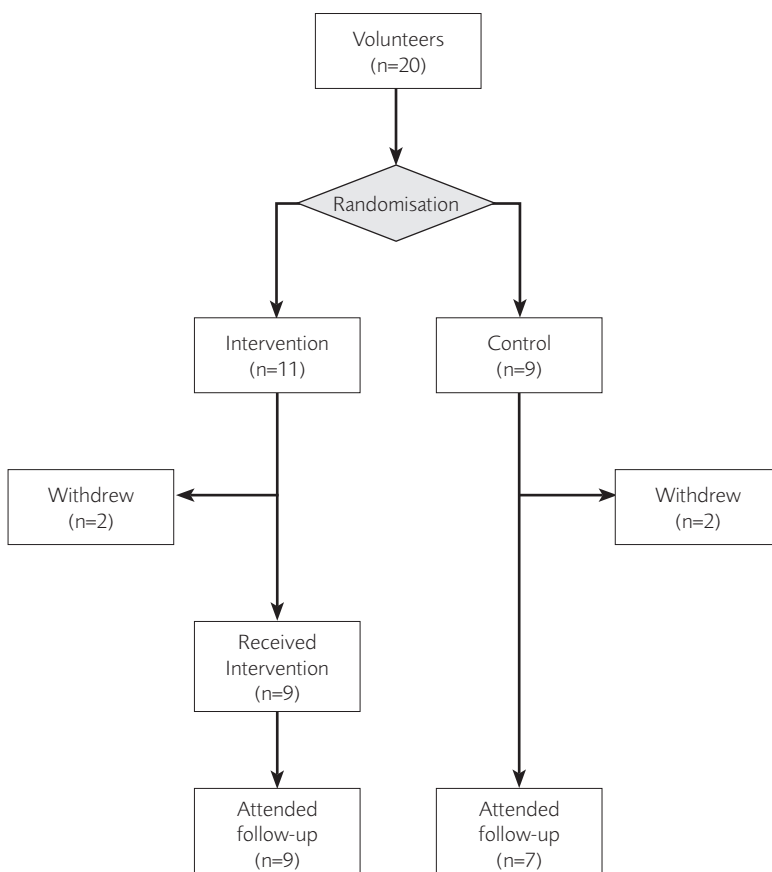 Volunteers
(n=20)
Randomisation
Intervention
(n=11)
Control
(n=9)
Withdrew
(n=2)
Withdrew
(n=2)
Received
Intervention
(n=9)
Attended
follow-up
(n=9)
Attended
follow-up
(n=7)